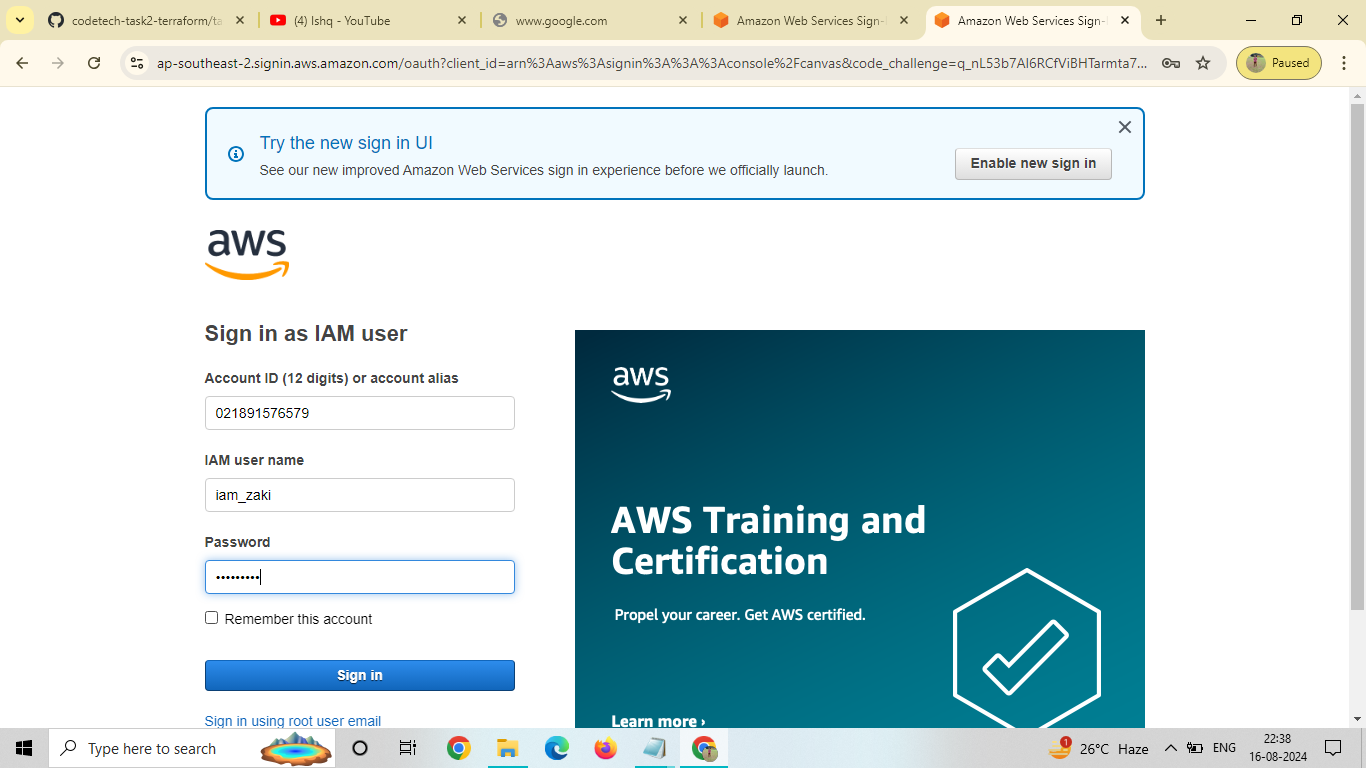 codetech-task2-terraform/ta
(4) Ishq - YouTube
www.google.com
Amazon Web Services Sign-
Amazon Web Services Sign-
ap-southeast-2.signin.aws.amazon.com/oauth?client_id=arn%3Aaws%3Asignin%3A%3A%3Aconsole%2Fcanvas&code_challenge=q_nL53b7Al6RCfViBHTarmta7...
Paused
Try the new sign in UI
See our new improved Amazon Web Services sign in experience before we officially launch.
Enable new sign in
aws
Sign in as IAM user
Account ID (12 digits) or account alias
021891576579
IAM user name
iam_zaki
Password
•••••••••
Remember this account
Sign in
Sign in using root user email
aws
AWS Training and
Certification
Propel your career. Get AWS certified.
Learn more ›
Type here to search
1
26°C Haze
ENG
22:38
16-08-2024